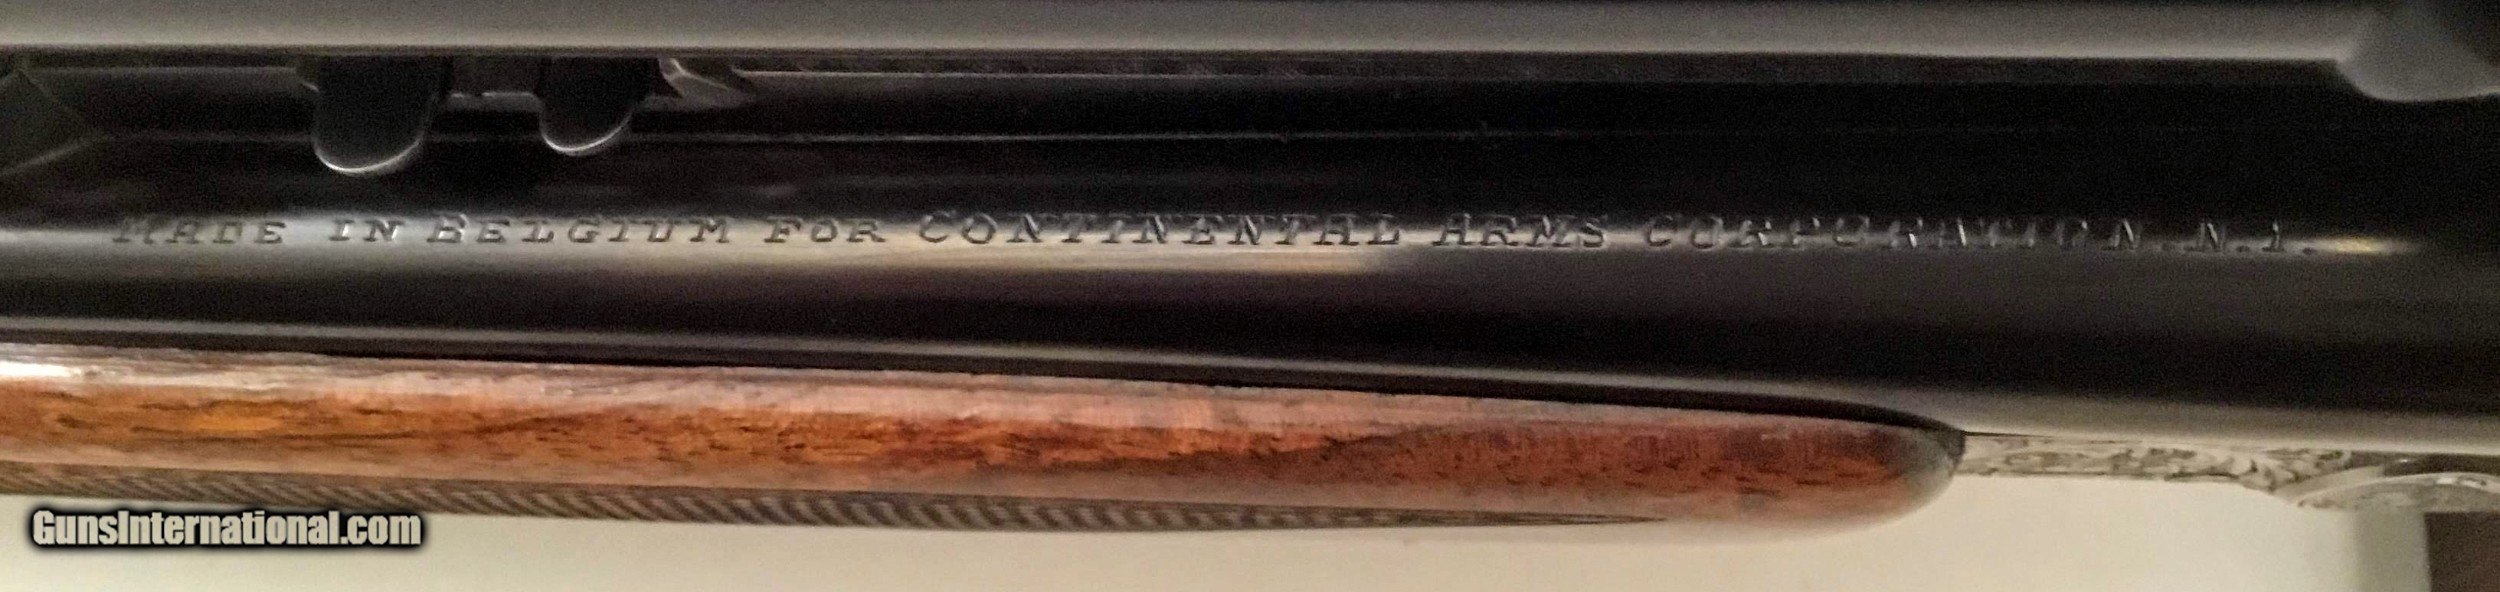 MADE IN BELGIUM FOR CONTINENTAL ARMS CORPORATION. N.
GunsInternational.com